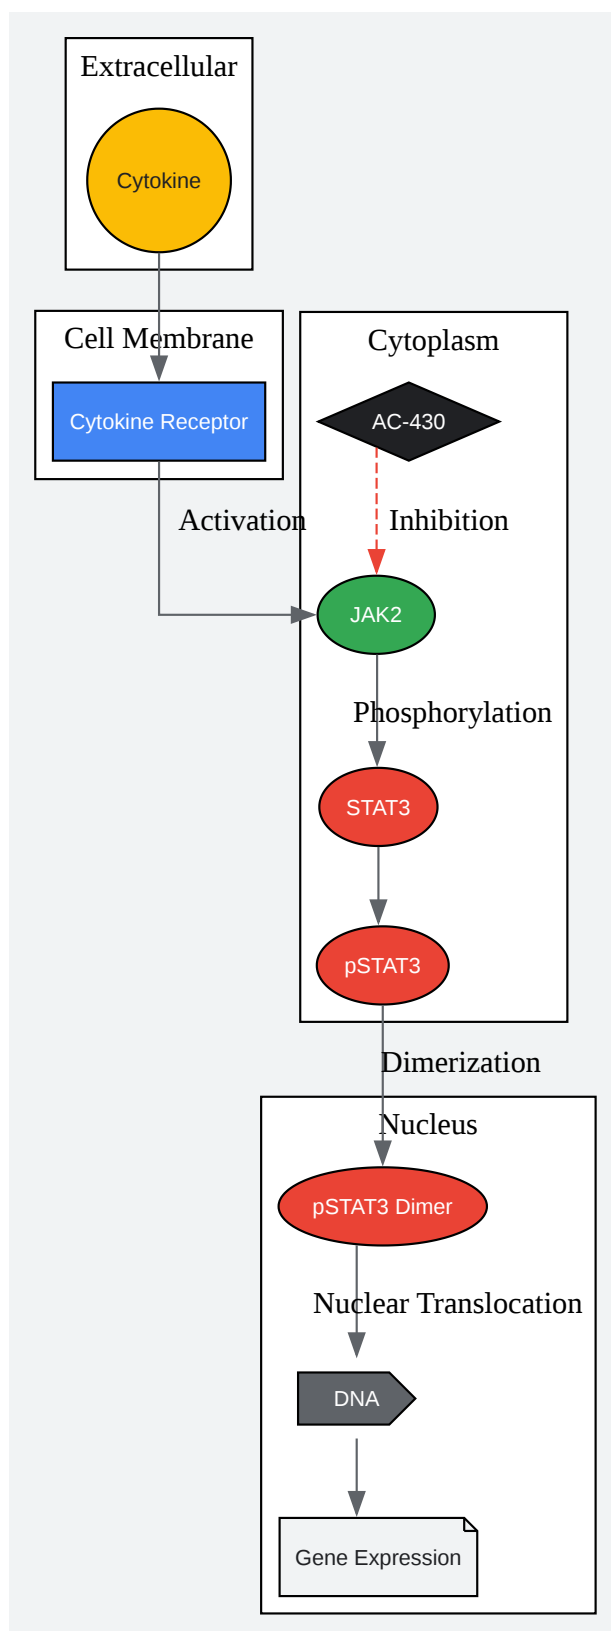 Extracellular
Cytokine
Cell Membrane
Cytokine Receptor
Cytoplasm
AC-430
Activation
Inhibition
JAK2
Phosphorylation
STAT3
pSTAT3
Dimerization
Nucleus
pSTAT3 Dimer
Nuclear Translocation
DNA
Gene Expression